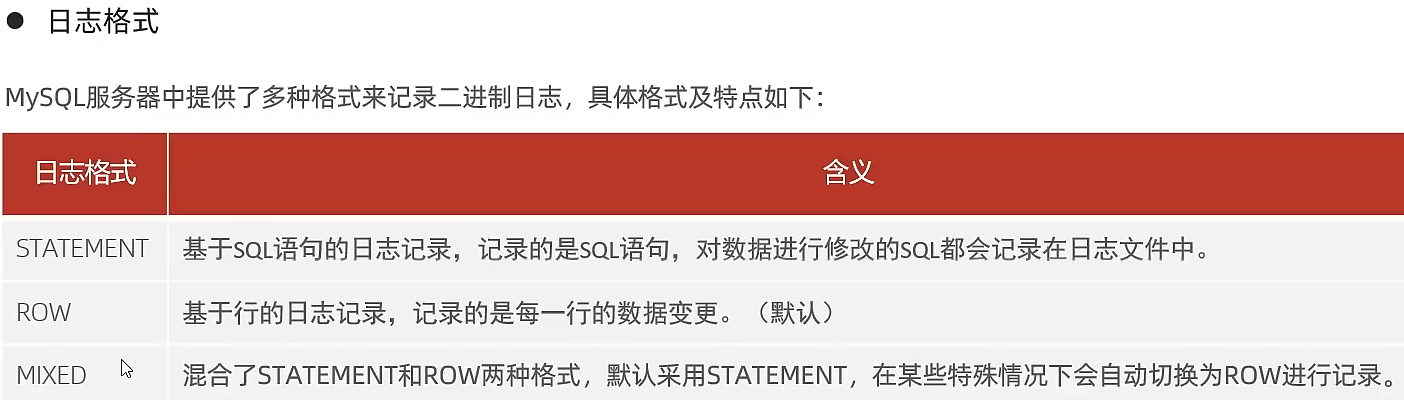 ● 日志格式
MySQL服务器中提供了多种格式来记录二进制日志，具体格式及特点如下：
日志格式 含义
STATEMENT 基于SQL语句的日志记录，记录的是SQL语句，对数据进行修改的SQL都会记录在日志文件中。
ROW 基于行的日志记录，记录的是每一行的数据变更。（默认）
MIXED 混合了STATEMENT和ROW两种格式，默认采用STATEMENT，在某些特殊情况下会自动切换为ROW进行记录。